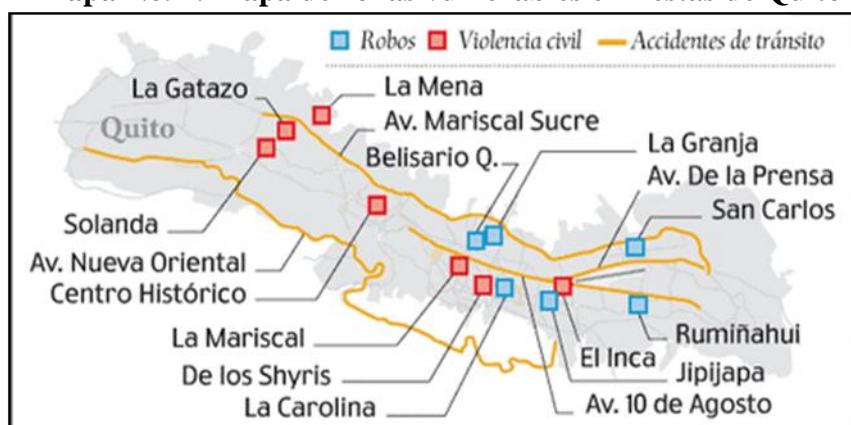 Robos Violencia civil Accidentes de tránsito
La Gatazo
La Mena
Quito
Av. Mariscal Sucre
Belisario Q.
La Granja
Av. De la Prensa
San Carlos
Solanda
Av. Nueva Oriental
Centro Histórico
La Mariscal
De los Shyris
La Carolina
Rumiñahui
El Inca
Jipijapa
Av. 10 de Agosto